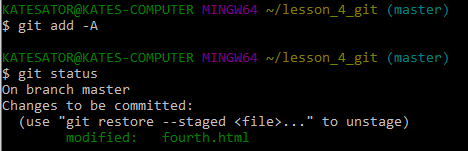 KATESATOR@KATES-COMPUTER MINGW64 ~/lesson_4_git (master)
$ git add -A
KATESATOR@KATES-COMPUTER MINGW64 ~/lesson_4_git (master)
$ git status
On branch master
Changes to be committed:
  (use "git restore --staged <file>..." to unstage)
        modified:   fourth.html